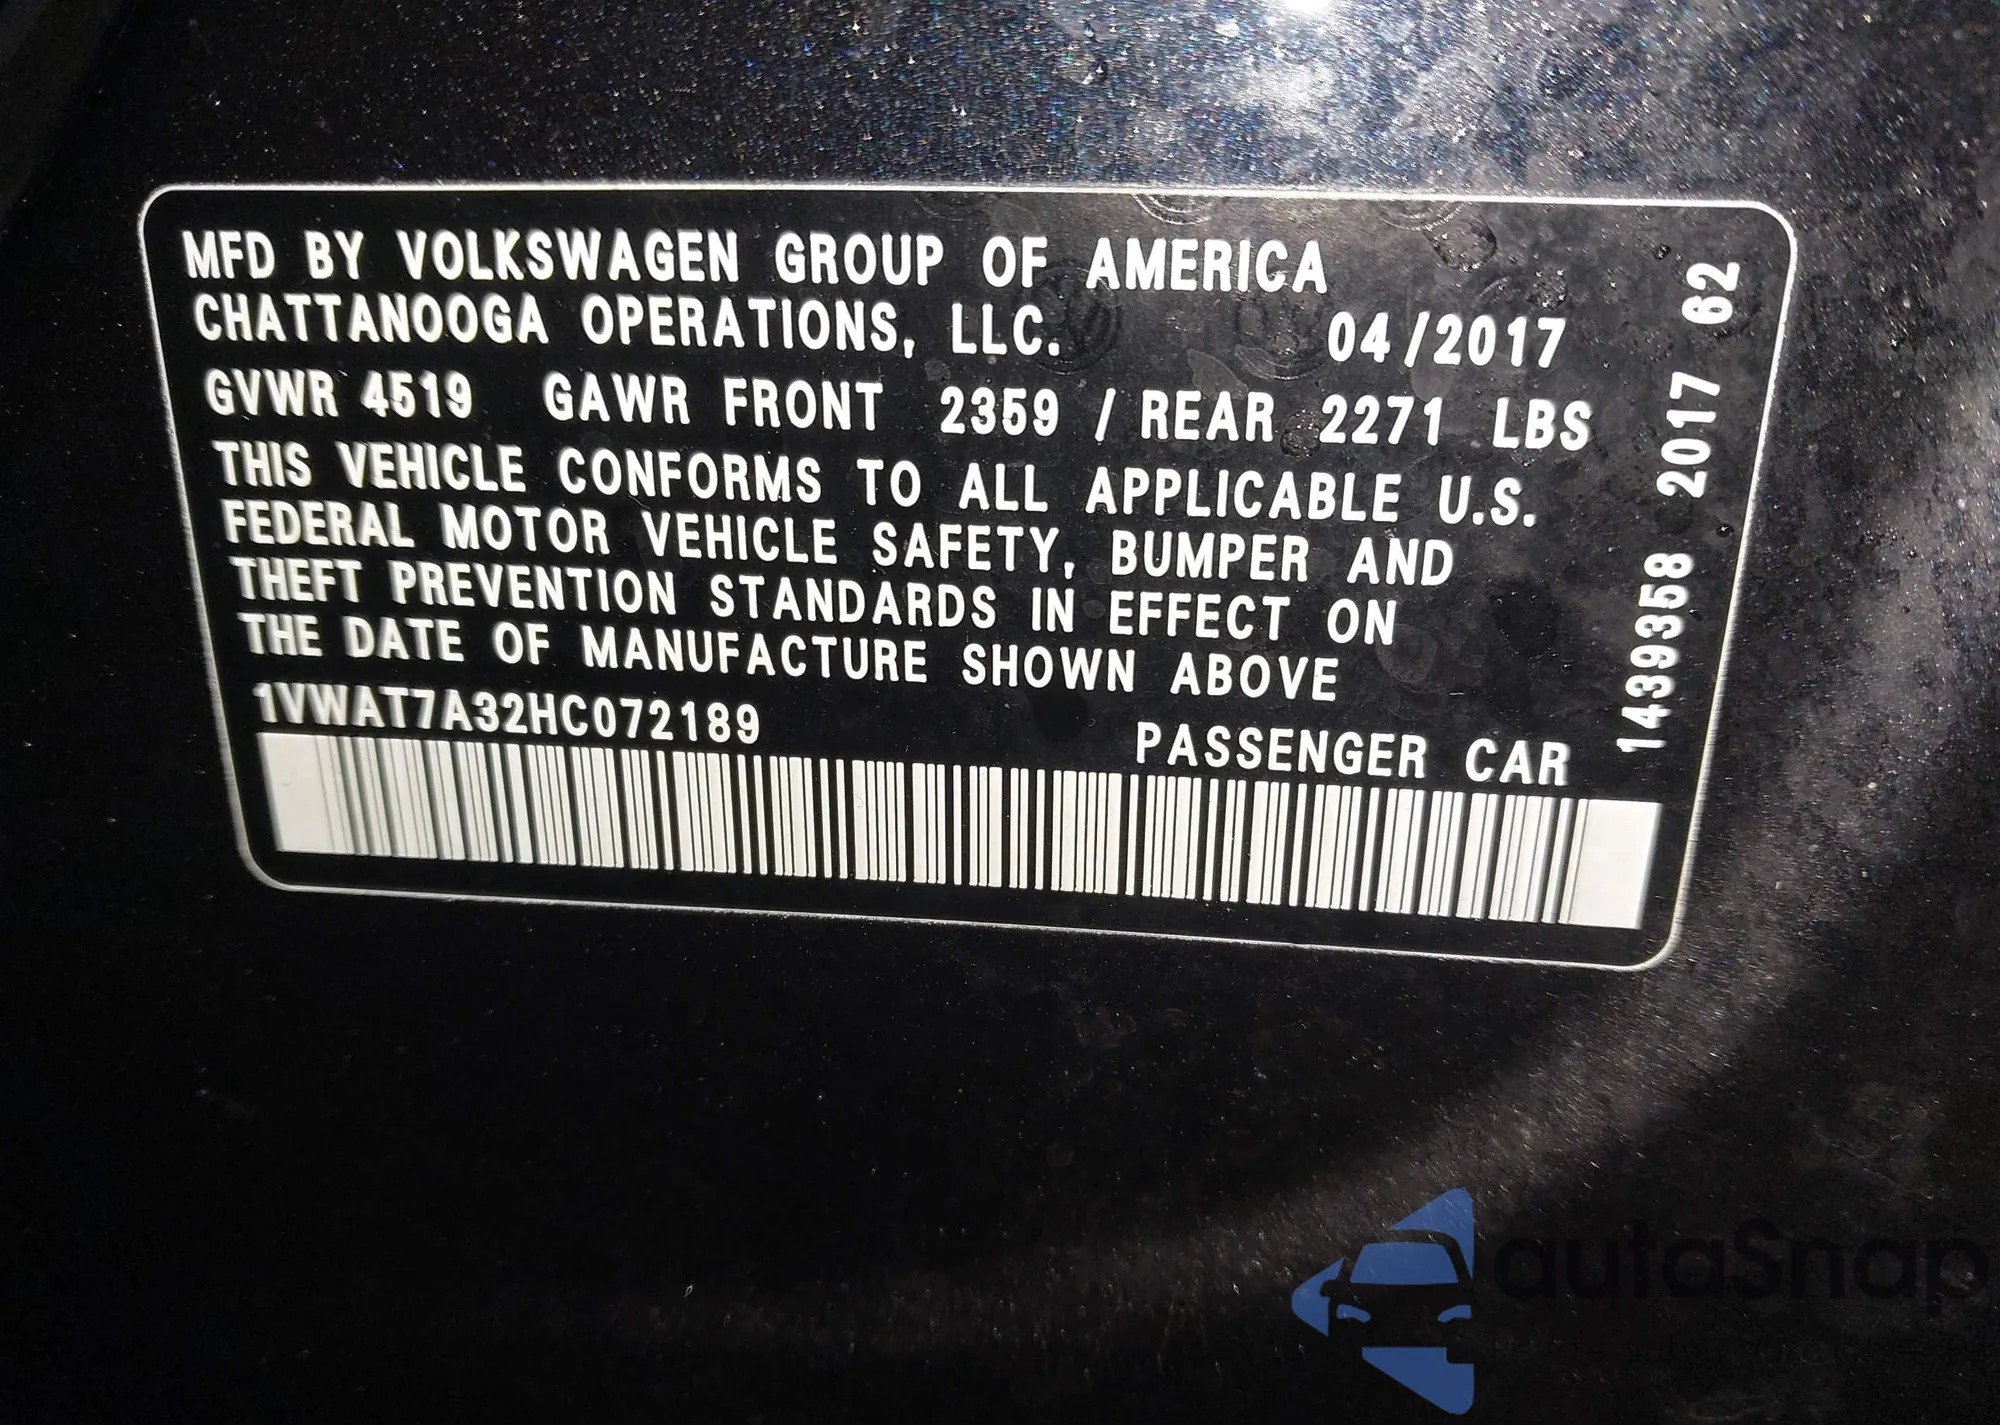 MFD BY VOLKSWAGEN GROUP OF AMERICA
CHATTANOOGA OPERATIONS, LLC. 04/2017
GVWR 4519 GAWR FRONT 2359 / REAR 2271 LBS
THIS VEHICLE CONFORMS TO ALL APPLICABLE U.S.
FEDERAL MOTOR VEHICLE SAFETY, BUMPER AND
THEFT PREVENTION STANDARDS IN EFFECT ON
THE DATE OF MANUFACTURE SHOWN ABOVE
1VWAT7A32HC072189
PASSENGER CAR
1439358 2017 62
autaSnap